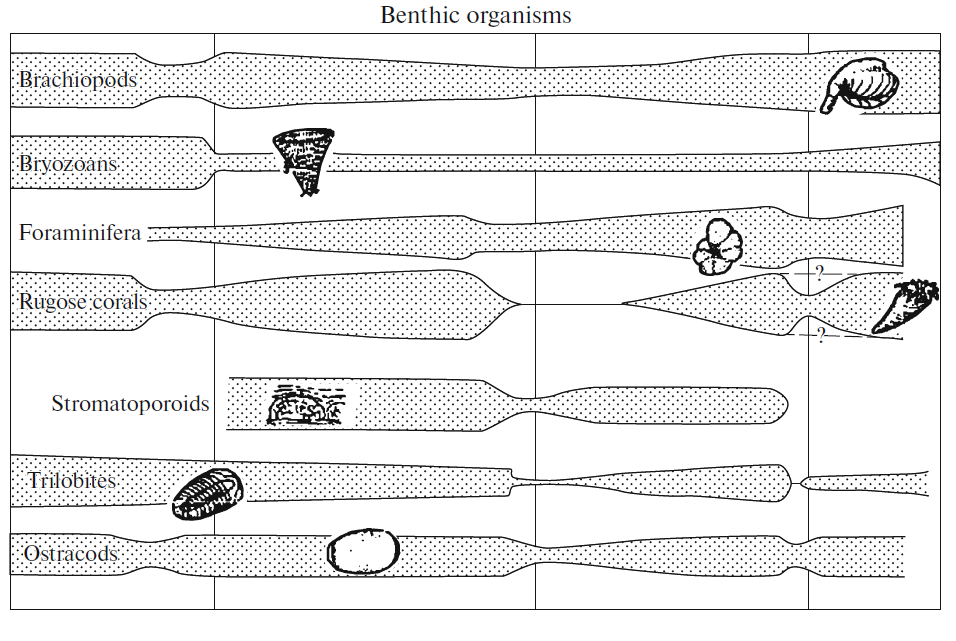 Benthic organisms
Brachiopods
Bryozoans
Foraminifera
?
Rugose corals
?
Stromatoporoids
Trilobites
Ostracods